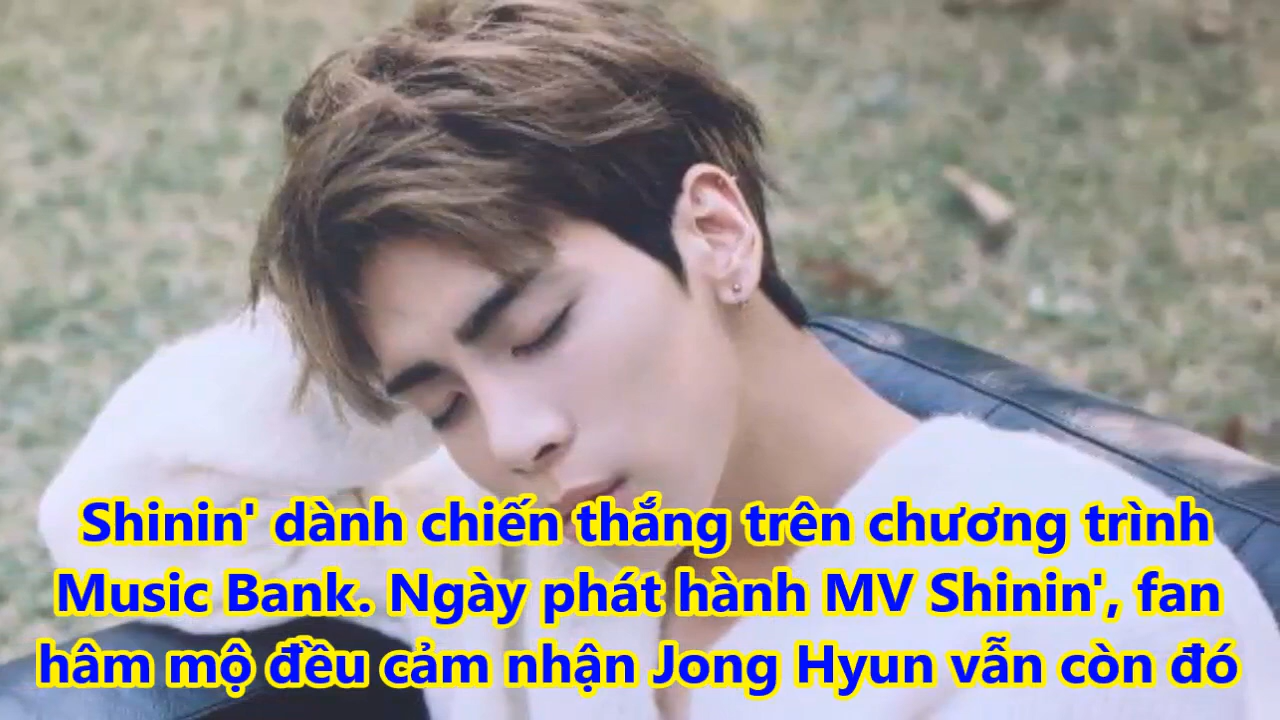 Shinin' dành chiến thắng trên chương trình
Music Bank. Ngày phát hành MV Shinin', fan
hâm mộ đều cảm nhận Jong Hyun vẫn còn đó